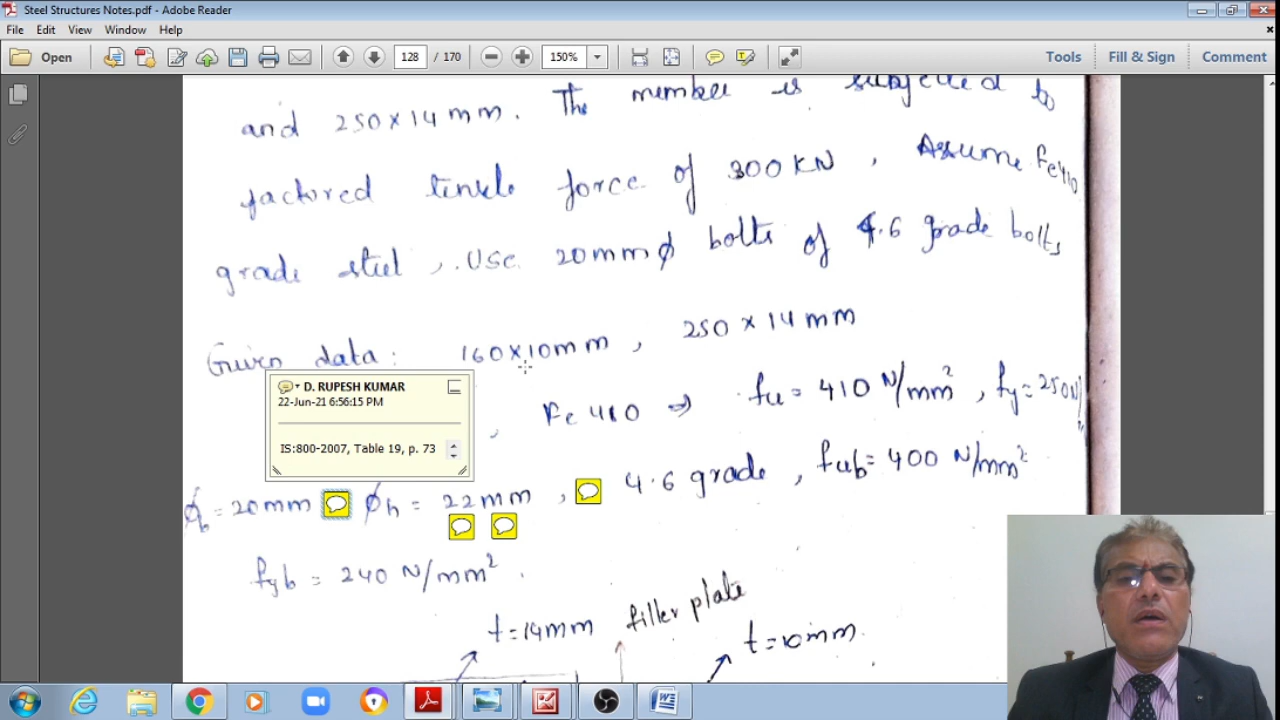 Steel Structures Notes.pdf - Adobe Reader
File Edit View Window Help
Open 128 / 170 150% Tools Fill & Sign Comment
and 250×14 mm. The member is subjected to
factored tensile force of 300 KN, Assume Fe410
grade steel, .Use 20mm ϕ bolts of 4.6 grade bolts
Given data: 160×10mm, 250×14 mm
D. RUPESH KUMAR
22-Jun-21 6:56:15 PM
IS:800-2007, Table 19, p. 73
, Fe 410 ⇒ fu = 410 N/mm², fy=250N/
ϕb = 20mm ϕh = 22mm, 4.6 grade, fub = 400 N/mm²
fyb = 240 N/mm².
t=14mm filler plate
t=10mm.